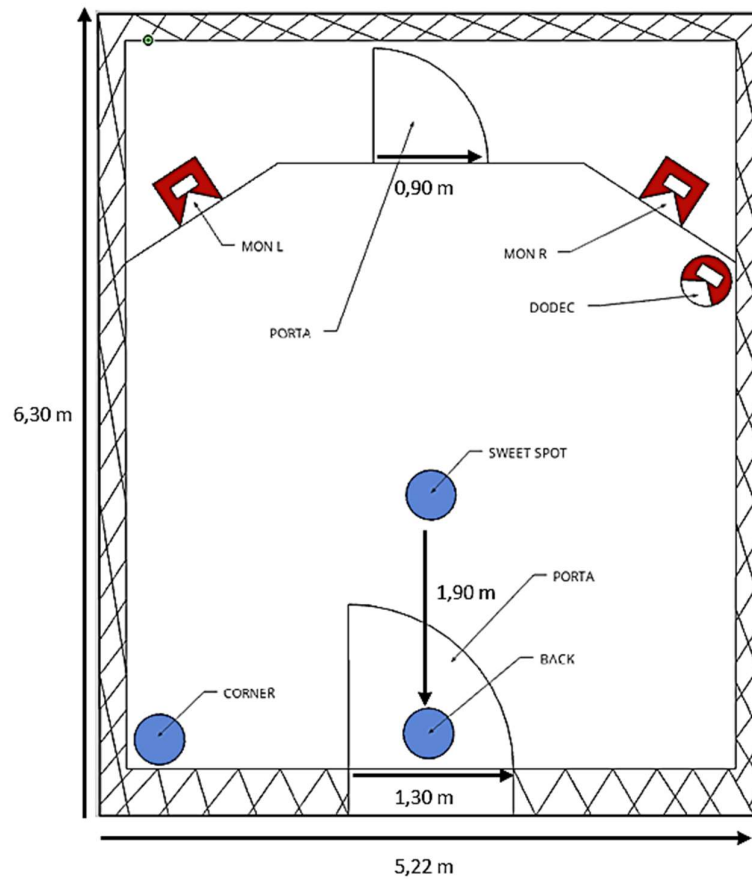 0,90 m
MON L
MON R
DODEC
PORTA
6,30 m
SWEET SPOT
PORTA
1,90 m
BACK
CORNER
1,30 m
5,22 m